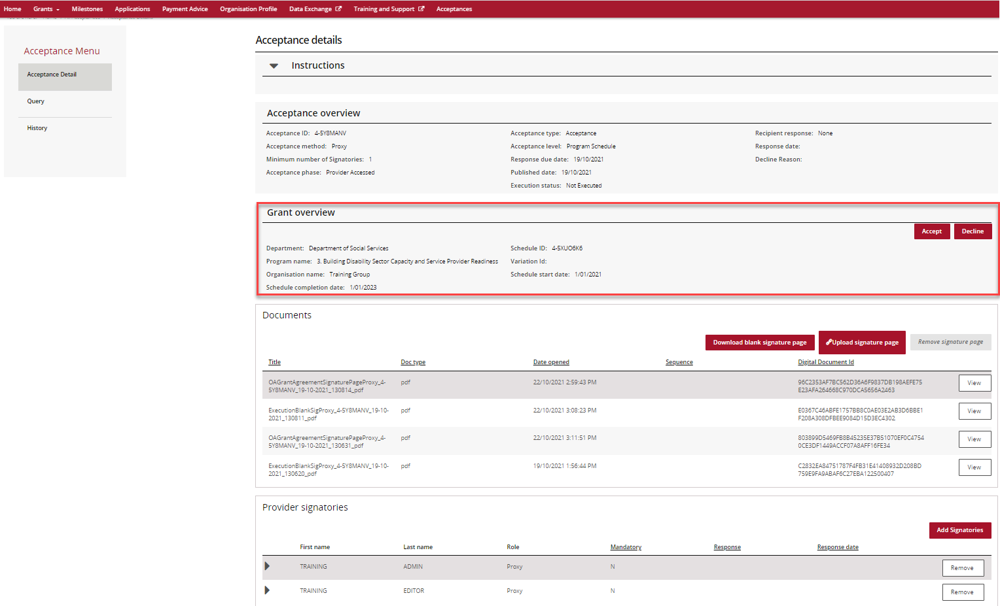 Home Grants Milestones Applications Payment Advice Organisation Profile Data Exchange Training and Support Acceptances
Acceptance Menu
Acceptance Detail
Query
History
Acceptance details
Instructions
Acceptance overview
Acceptance ID: 4-5Y8MANV Acceptance type: Acceptance Recipient response: None
Acceptance method: Proxy Acceptance level: Program Schedule Response date:
Minimum number of Signatories: 1 Response due date: 19/10/2021 Decline Reason:
Acceptance phase: Provider Accessed Published date: 19/10/2021
Execution status: Not Executed
Grant overview
Accept Decline
Department: Department of Social Services Schedule ID: 4-5XUO6K6
Program name: 3. Building Disability Sector Capacity and Service Provider Readiness Variation Id:
Organisation name: Training Group Schedule start date: 1/01/2021
Schedule completion date: 1/01/2023
Documents
Download blank signature page Upload signature page Remove signature page
Title Doc type Date opened Sequence Digital Document Id
OAGrantAgreementSignaturePageProxy_4- pdf 22/10/2021 2:59:43 PM 96C2353AF7BC562D36A6F9837DB198AEFE75 View
5Y8MANV_19-10-2021_130814_pdf E23AFA264668C970DCA5656A2463
ExecutionBlankSigProxy_4-5Y8MANV_19-10- pdf 22/10/2021 3:08:23 PM E0367C46ABFE1757BB8C0AE03E2AB3D6BBE1 View
2021_130811_pdf F208A308DFBEE9084D15D3EC4302
OAGrantAgreementSignaturePageProxy_4- pdf 22/10/2021 3:11:51 PM 803899D5469FB8B45235E37B51070EF0C4754 View
5Y8MANV_19-10-2021_130631_pdf 0CE3DF1449ACCF07A8AFF16FE34
ExecutionBlankSigProxy_4-5Y8MANV_19-10- pdf 19/10/2021 1:56:44 PM C2832EA84751787F4FB31E41408932D208BD View
2021_130620_pdf 759E9FA9ABAF6C27EBA122500407
Provider signatories
Add Signatories
First name Last name Role Mandatory Response Response date
TRAINING ADMIN Proxy N Remove
TRAINING EDITOR Proxy N Remove